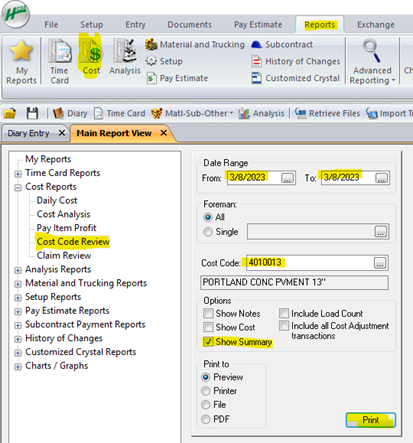 File Setup Entry Documents Pay Estimate Reports Exchange
My Reports
Time Card
Cost
Analysis
Material and Trucking
Setup
Pay Estimate
Subcontract
History of Changes
Customized Crystal
Advanced Reporting
Diary Time Card Matl-Sub-Other Analysis Retrieve Files Import T
Diary Entry X Main Report View X
My Reports
Time Card Reports
Cost Reports
Daily Cost
Cost Analysis
Pay Item Profit
Cost Code Review
Claim Review
Analysis Reports
Material and Trucking Reports
Setup Reports
Pay Estimate Reports
Subcontract Payment Reports
History of Changes
Customized Crystal Reports
Charts / Graphs
Date Range
From: 3/8/2023 ... To: 3/8/2023 ...
Foreman:
All
Single ...
Cost Code: 4010013 ...
PORTLAND CONC PVMENT 13"
Options
Show Notes Include Load Count
Show Cost Include all Cost Adjustment
transactions
Show Summary
Print to
Preview
Printer
File
PDF
Print